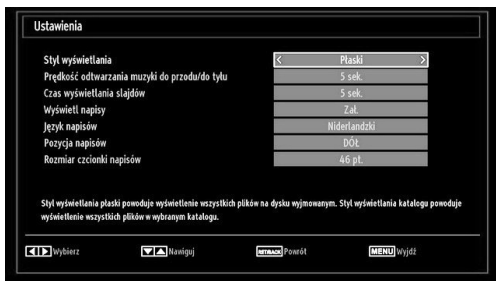 Ustawienia
Styl wyświetlania < Płaski >
Prędkość odtwarzania muzyki do przodu/do tyłu 5 sek.
Czas wyświetlania slajdów 5 sek.
Wyświetl napisy Zał.
Język napisów Niderlandzki
Pozycja napisów DÓŁ
Rozmiar czcionki napisów 46 pt.
Styl wyświetlania płaski powoduje wyświetlenie wszystkich plików na dysku wyjmowanym. Styl wyświetlania katalogu powoduje
wyświetlenie wszystkich plików w wybranym katalogu.
Wybierz Nawiguj Powrót MENU Wyjdź